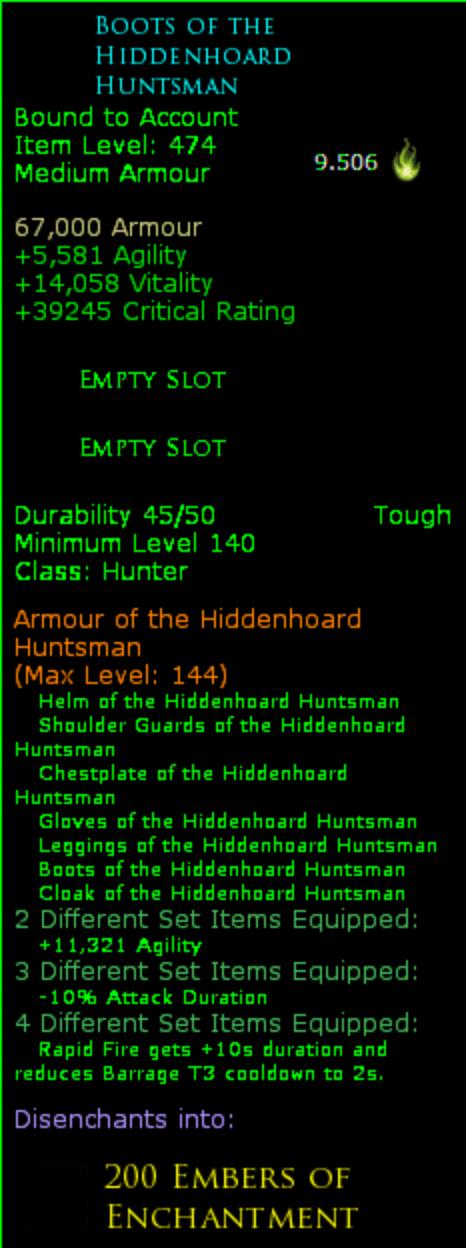 Boots of the
Hiddenhoard
Huntsman
Bound to Account
Item Level: 474
Medium Armour
9.506
67,000 Armour
+5,581 Agility
+14,058 Vitality
+39245 Critical Rating
Empty Slot
Empty Slot
Durability 45/50 Tough
Minimum Level 140
Class: Hunter
Armour of the Hiddenhoard
Huntsman
(Max Level: 144)
Helm of the Hiddenhoard Huntsman
Shoulder Guards of the Hiddenhoard
Huntsman
Chestplate of the Hiddenhoard
Huntsman
Gloves of the Hiddenhoard Huntsman
Leggings of the Hiddenhoard Huntsman
Boots of the Hiddenhoard Huntsman
Cloak of the Hiddenhoard Huntsman
2 Different Set Items Equipped:
+11,321 Agility
3 Different Set Items Equipped:
-10% Attack Duration
4 Different Set Items Equipped:
Rapid Fire gets +10s duration and
reduces Barrage T3 cooldown to 2s.
Disenchants into:
200 Embers of
Enchantment